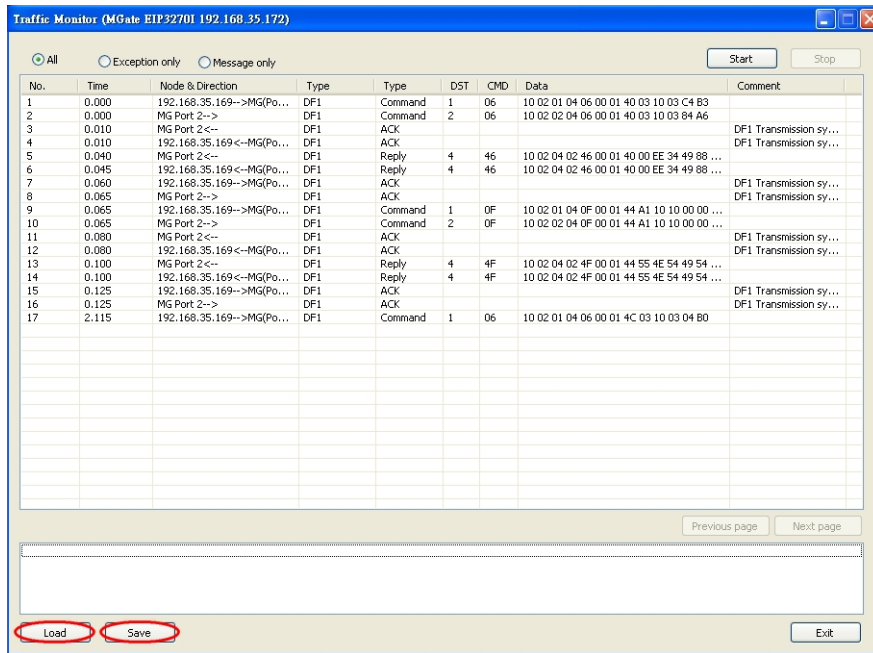 Traffic Monitor (MGate EIP3270I 192.168.35.172)
All Exception only Message only Start Stop
No. Time Node & Direction Type Type DST CMD Data Comment
1 0.000 192.168.35.169-->MG(Po... DF1 Command 1 06 10 02 01 04 06 00 01 40 03 10 03 C4 B3
2 0.000 MG Port 2--> DF1 Command 2 06 10 02 02 04 06 00 01 40 03 10 03 84 A6
3 0.010 MG Port 2<-- DF1 ACK DF1 Transmission sy...
4 0.010 192.168.35.169<--MG(Po... DF1 ACK DF1 Transmission sy...
5 0.040 MG Port 2<-- DF1 Reply 4 46 10 02 04 02 46 00 01 40 00 EE 34 49 88 ...
6 0.045 192.168.35.169<--MG(Po... DF1 Reply 4 46 10 02 04 02 46 00 01 40 00 EE 34 49 88 ...
7 0.060 192.168.35.169-->MG(Po... DF1 ACK DF1 Transmission sy...
8 0.065 MG Port 2--> DF1 ACK DF1 Transmission sy...
9 0.065 192.168.35.169-->MG(Po... DF1 Command 1 0F 10 02 01 04 0F 00 01 44 A1 10 10 00 00 ...
10 0.065 MG Port 2--> DF1 Command 2 0F 10 02 02 04 0F 00 01 44 A1 10 10 00 00 ...
11 0.080 MG Port 2<-- DF1 ACK DF1 Transmission sy...
12 0.080 192.168.35.169<--MG(Po... DF1 ACK DF1 Transmission sy...
13 0.100 MG Port 2<-- DF1 Reply 4 4F 10 02 04 02 4F 00 01 44 55 4E 54 49 54 ...
14 0.100 192.168.35.169<--MG(Po... DF1 Reply 4 4F 10 02 04 02 4F 00 01 44 55 4E 54 49 54 ...
15 0.125 192.168.35.169-->MG(Po... DF1 ACK DF1 Transmission sy...
16 0.125 MG Port 2--> DF1 ACK DF1 Transmission sy...
17 2.115 192.168.35.169-->MG(Po... DF1 Command 1 06 10 02 01 04 06 00 01 4C 03 10 03 04 B0
Previous page Next page
Load Save Exit